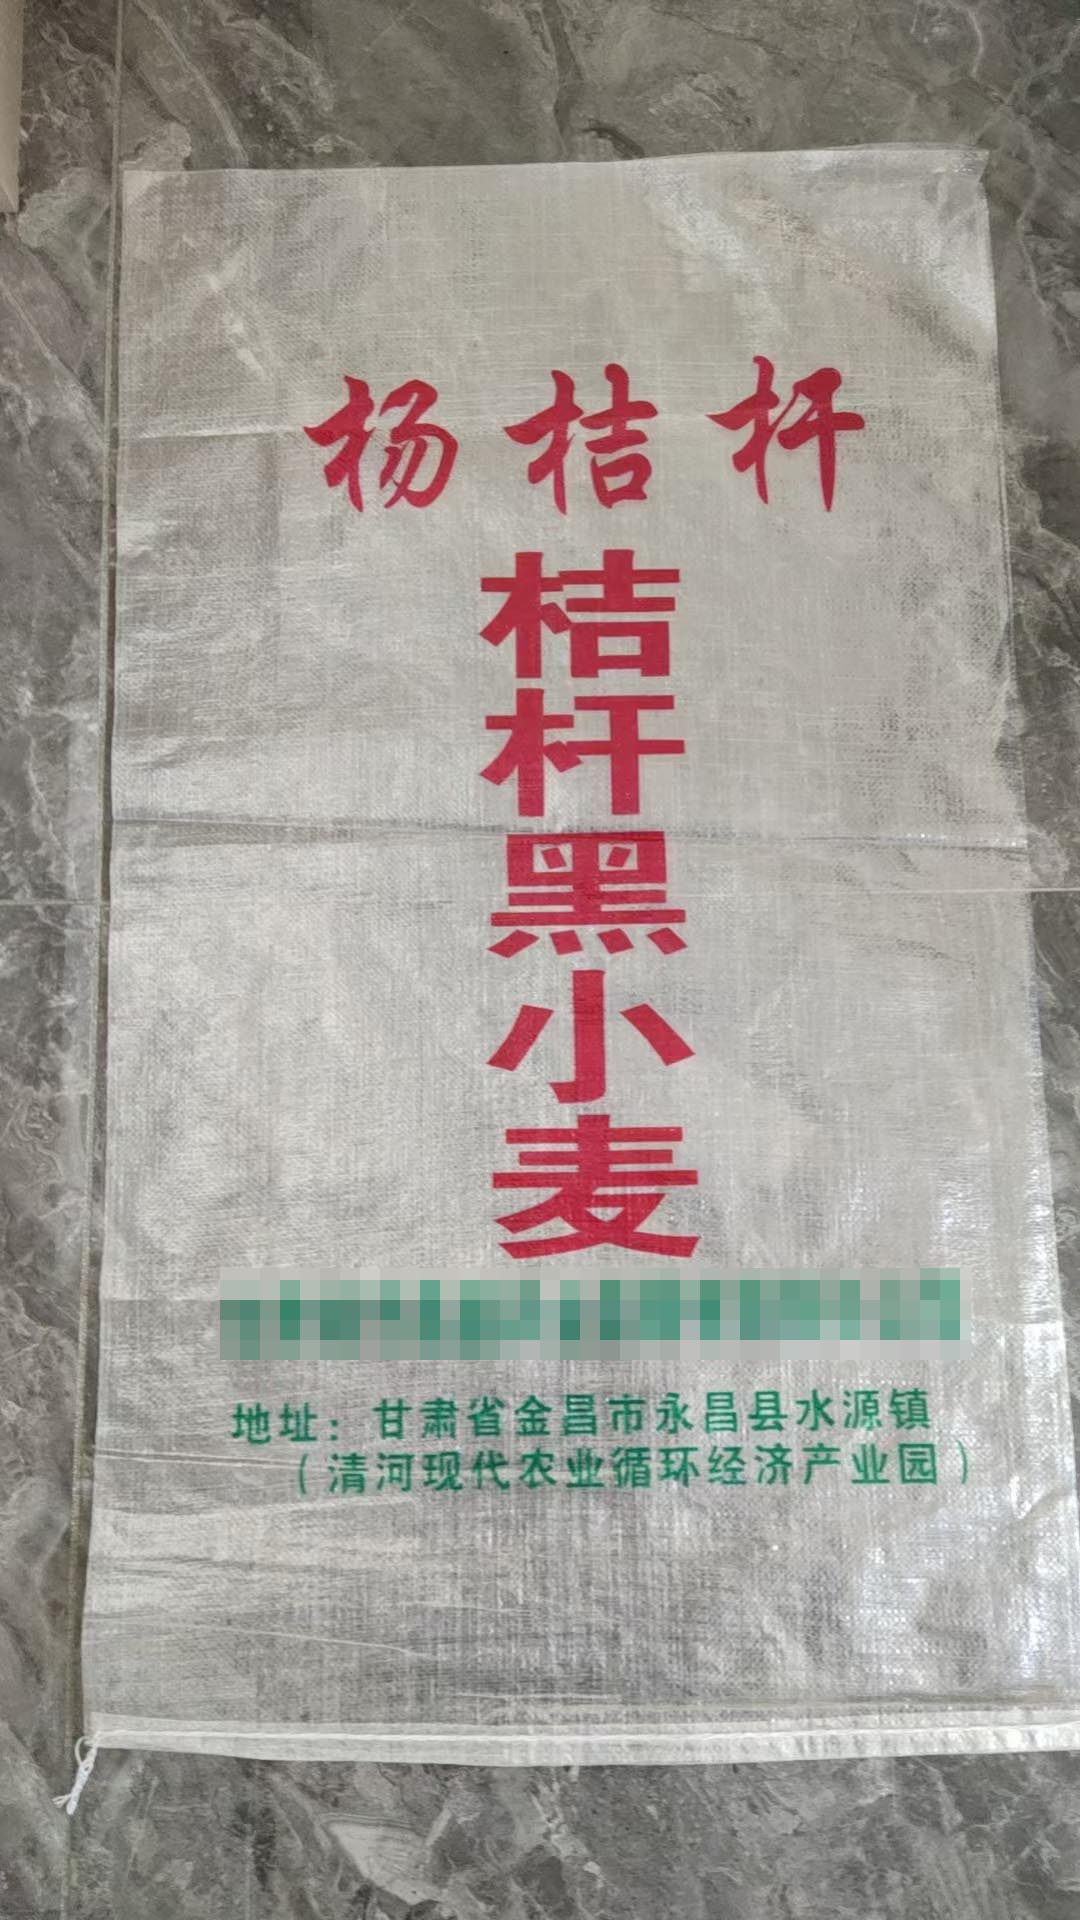 杨桔杆
桔杆黑小麦
地址：甘肃省金昌市永昌县水源镇
（清河现代农业循环经济产业园）